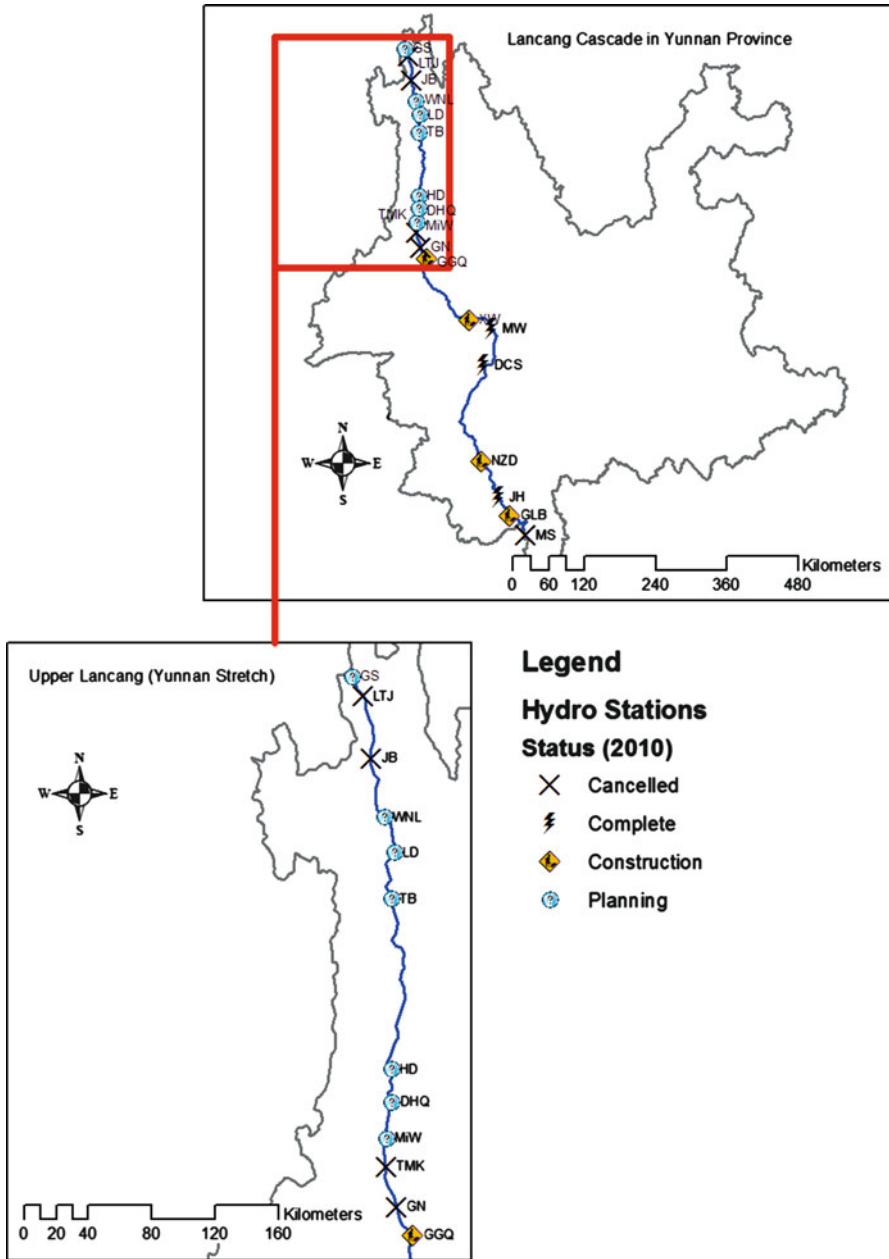 Lancang Cascade in Yunnan Province
GS
LTJ
JB
WNL
LD
TB
HD
DHQ
TMK
MiW
GN
GGQ
XW
MW
DCS
N
W E
S
NZD
JH
GLB
MS
Kilometers
0 60 120 240 360 480
Upper Lancang (Yunnan Stretch)
GS
LTJ
JB
N
W E
S
WNL
LD
TB
HD
DHQ
MiW
TMK
GN
GGQ
Kilometers
0 20 40 80 120 160
Legend
Hydro Stations
Status (2010)
Cancelled
Complete
Construction
? Planning